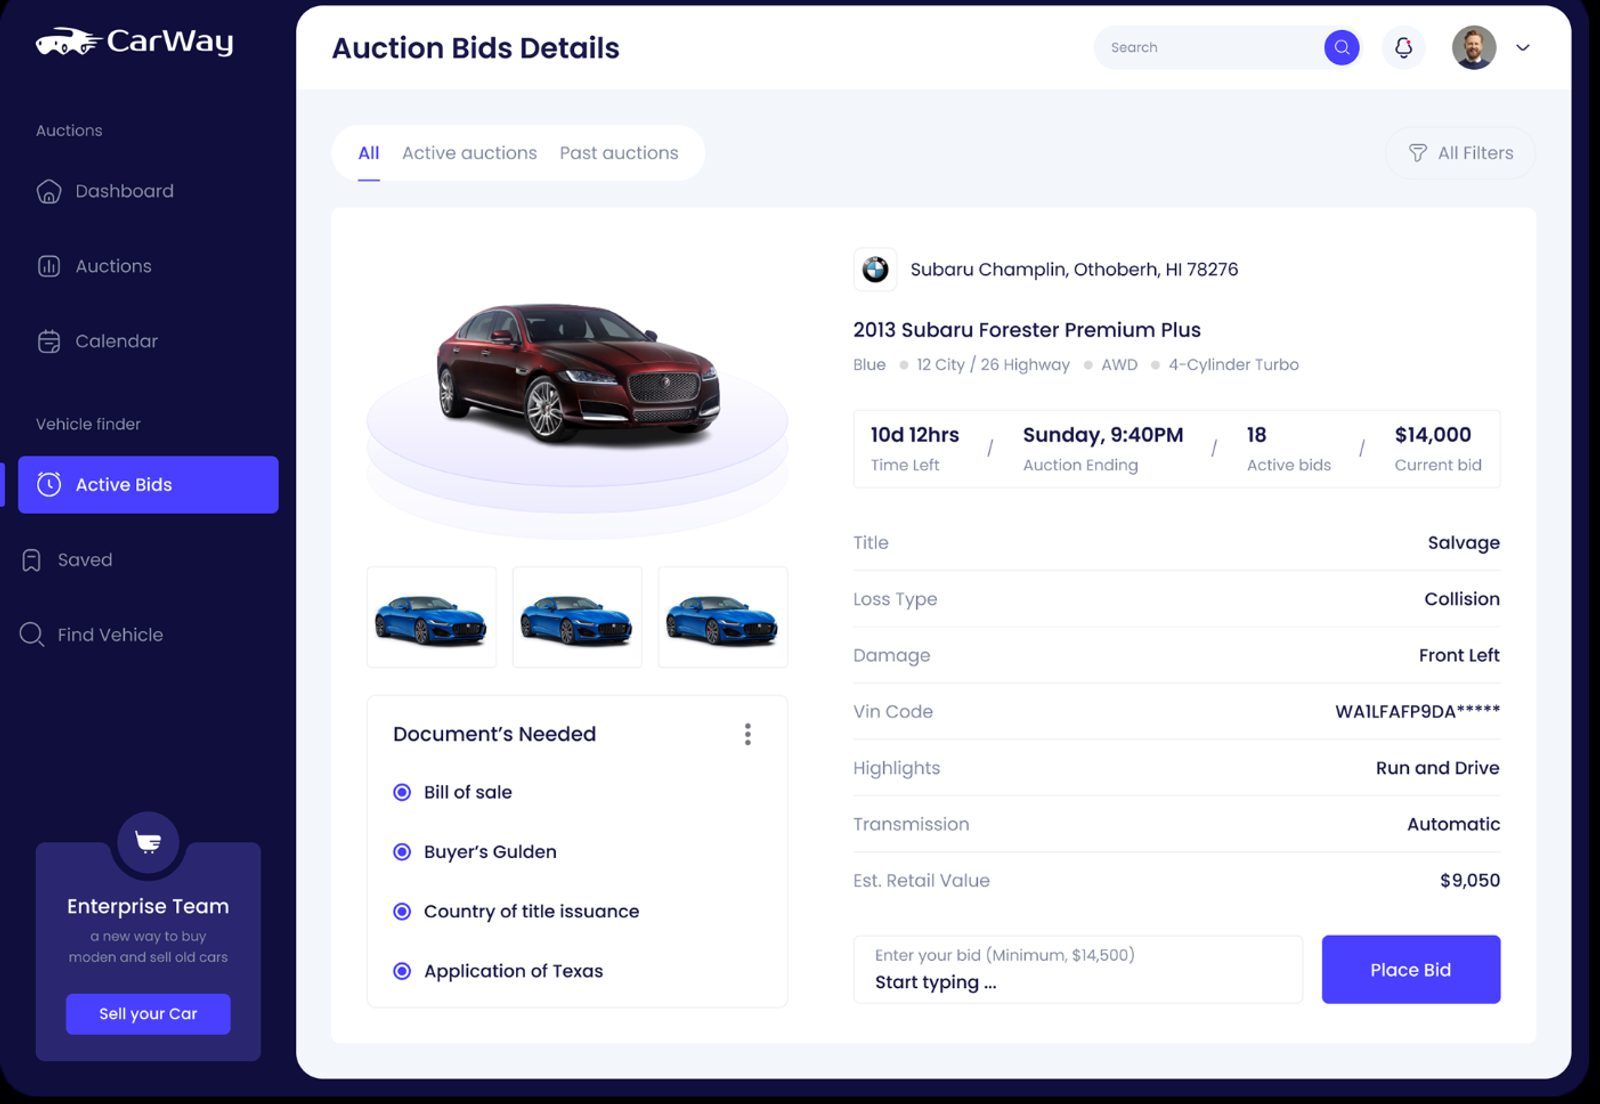 CarWay
Auction Bids Details
Search
Auctions
Dashboard
Auctions
Calendar
Vehicle finder
Active Bids
Saved
Find Vehicle
Enterprise Team
a new way to buy
moden and sell old cars
Sell your Car
All Active auctions Past auctions
All Filters
Document's Needed
Bill of sale
Buyer's Gulden
Country of title issuance
Application of Texas
Subaru Champlin, Othoberh, HI 78276
2013 Subaru Forester Premium Plus
Blue 12 City / 26 Highway AWD 4-Cylinder Turbo
10d 12hrs / Sunday, 9:40PM / 18 / $14,000
Time Left Auction Ending Active bids Current bid
Title Salvage
Loss Type Collision
Damage Front Left
Vin Code WA1LFAFP9DA*****
Highlights Run and Drive
Transmission Automatic
Est. Retail Value $9,050
Enter your bid (Minimum, $14,500)
Start typing ...
Place Bid